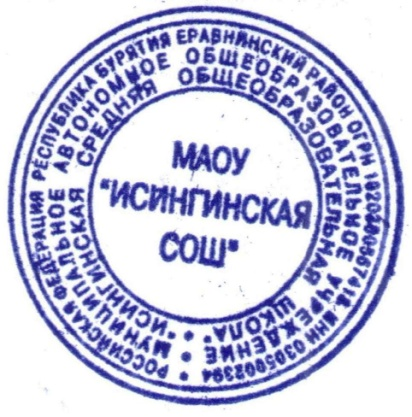 РОССИЙСКАЯ ФЕДЕРАЦИЯ РЕСПУБЛИКА БУРЯТИЯ ЕРАВНИНСКИЙ РАЙОН ОГРН ИНН 0305002394
МУНИЦИПАЛЬНОЕ АВТОНОМНОЕ ОБЩЕОБРАЗОВАТЕЛЬНОЕ УЧРЕЖДЕНИЕ
"ИСИНГИНСКАЯ СРЕДНЯЯ ОБЩЕОБРАЗОВАТЕЛЬНАЯ ШКОЛА"
МАОУ
"ИСИНГИНСКАЯ
СОШ"